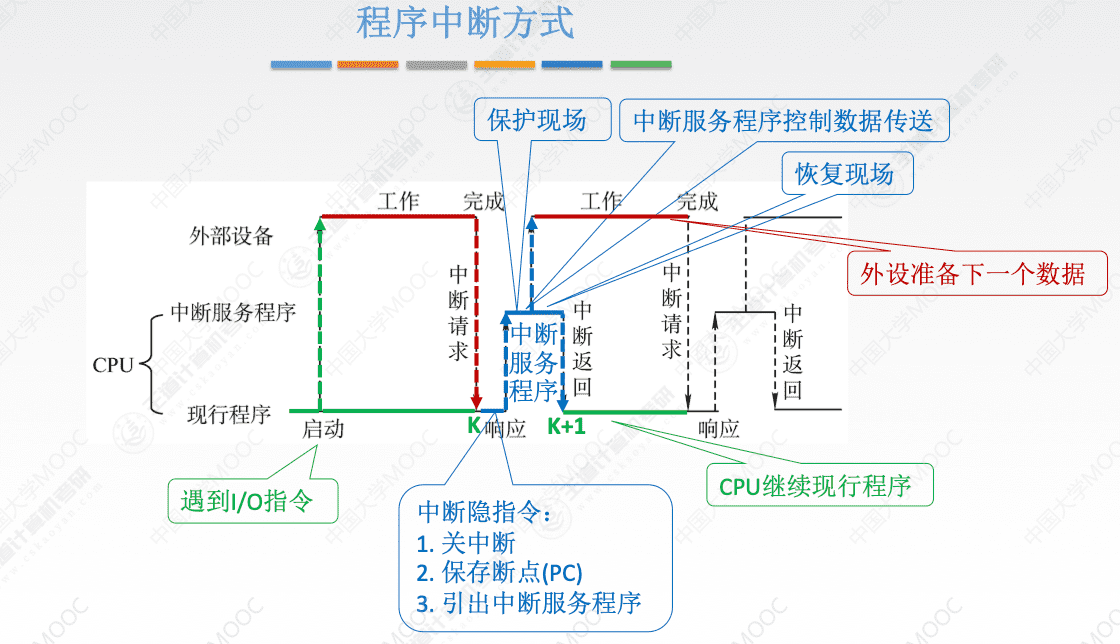 程序中断方式
保护现场
中断服务程序控制数据传送
恢复现场
工作
完成
工作
完成
外部设备
外设准备下一个数据
中断请求
中断请求
中断服务程序
中断服务程序
中断返回
中断返回
CPU
现行程序
启动
K
响应
K+1
响应
遇到I/O指令
CPU继续现行程序
中断隐指令：
1. 关中断
2. 保存断点(PC)
3. 引出中断服务程序
中国大学MOOC
王道计算机考研